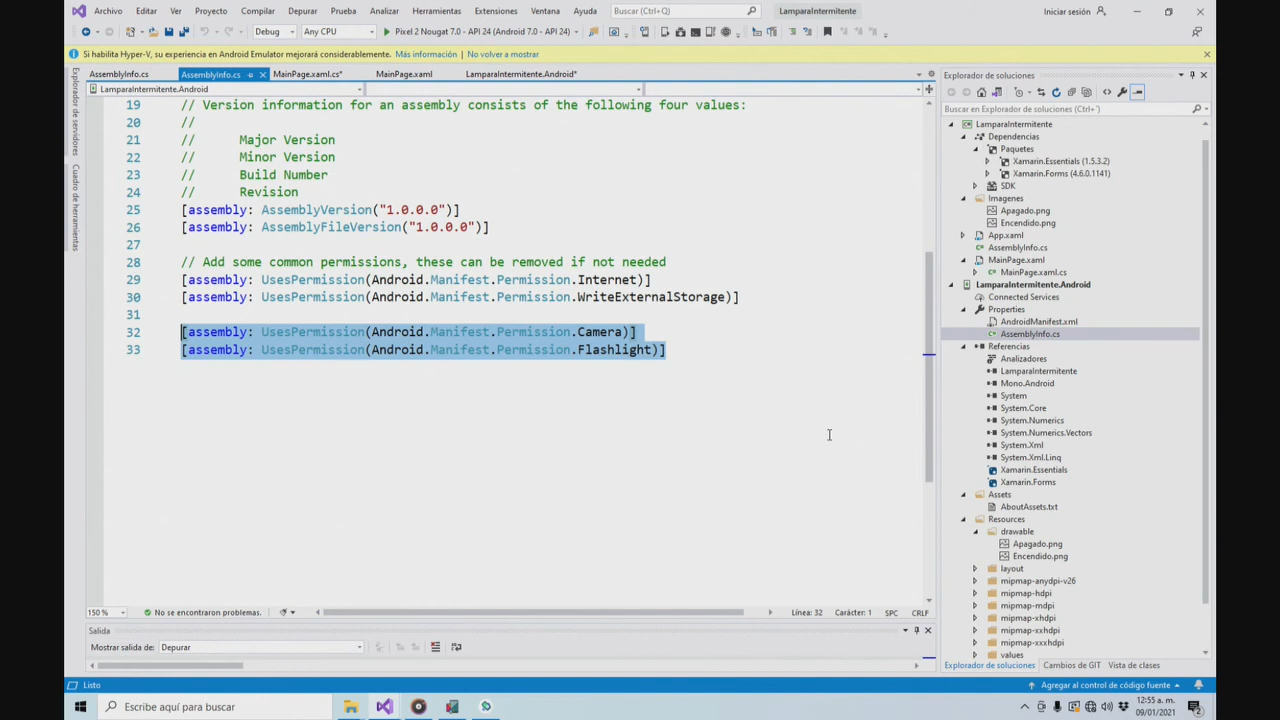 Archivo Editar Ver Proyecto Compilar Depurar Prueba Analizar Herramientas Extensiones Ventana Ayuda Buscar (Ctrl+Q) LamparaIntermitente Iniciar sesión
Debug Any CPU Pixel 2 Nougat 7.0 - API 24 (Android 7.0 - API 24)
Si habilita Hyper-V, su experiencia en Android Emulator mejorará considerablemente. Más información No volver a mostrar
AssemblyInfo.cs AssemblyInfo.cs MainPage.xaml.cs* MainPage.xaml LamparaIntermitente.Android*
LamparaIntermitente.Android
Explorador de servidores
Cuadro de herramientas
19 // Version information for an assembly consists of the following four values:
20 //
21 // Major Version
22 // Minor Version
23 // Build Number
24 // Revision
25 [assembly: AssemblyVersion("1.0.0.0")]
26 [assembly: AssemblyFileVersion("1.0.0.0")]
27
28 // Add some common permissions, these can be removed if not needed
29 [assembly: UsesPermission(Android.Manifest.Permission.Internet)]
30 [assembly: UsesPermission(Android.Manifest.Permission.WriteExternalStorage)]
31
32 [assembly: UsesPermission(Android.Manifest.Permission.Camera)]
33 [assembly: UsesPermission(Android.Manifest.Permission.Flashlight)]
150 % No se encontraron problemas. Línea: 32 Carácter: 1 SPC CRLF
Salida
Mostrar salida de: Depurar
Explorador de soluciones
Buscar en Explorador de soluciones (Ctrl+´)
LamparaIntermitente
Dependencias
Paquetes
Xamarin.Essentials (1.5.3.2)
Xamarin.Forms (4.6.0.1141)
SDK
Imagenes
Apagado.png
Encendido.png
App.xaml
AssemblyInfo.cs
MainPage.xaml
MainPage.xaml.cs
LamparaIntermitente.Android
Connected Services
Properties
AndroidManifest.xml
AssemblyInfo.cs
Referencias
Analizadores
LamparaIntermitente
Mono.Android
System
System.Core
System.Numerics
System.Numerics.Vectors
System.Xml
System.Xml.Linq
Xamarin.Essentials
Xamarin.Forms
Assets
AboutAssets.txt
Resources
drawable
Apagado.png
Encendido.png
layout
mipmap-anydpi-v26
mipmap-hdpi
mipmap-mdpi
mipmap-xhdpi
mipmap-xxhdpi
mipmap-xxxhdpi
values
Explorador de soluciones Cambios de GIT Vista de clases
Listo Agregar al control de código fuente
Escribe aquí para buscar
12:55 a. m.
09/01/2021
2